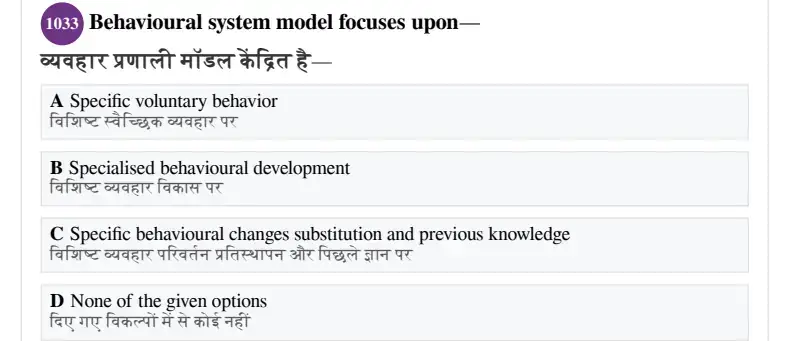 1033 Behavioural system model focuses upon—
व्यवहार प्रणाली मॉडल केंद्रित है—
A Specific voluntary behavior
विशिष्ट स्वैच्छिक व्यवहार पर
B Specialised behavioural development
विशिष्ट व्यवहार विकास पर
C Specific behavioural changes substitution and previous knowledge
विशिष्ट व्यवहार परिवर्तन प्रतिस्थापन और पिछले ज्ञान पर
D None of the given options
दिए गए विकल्पों में से कोई नहीं